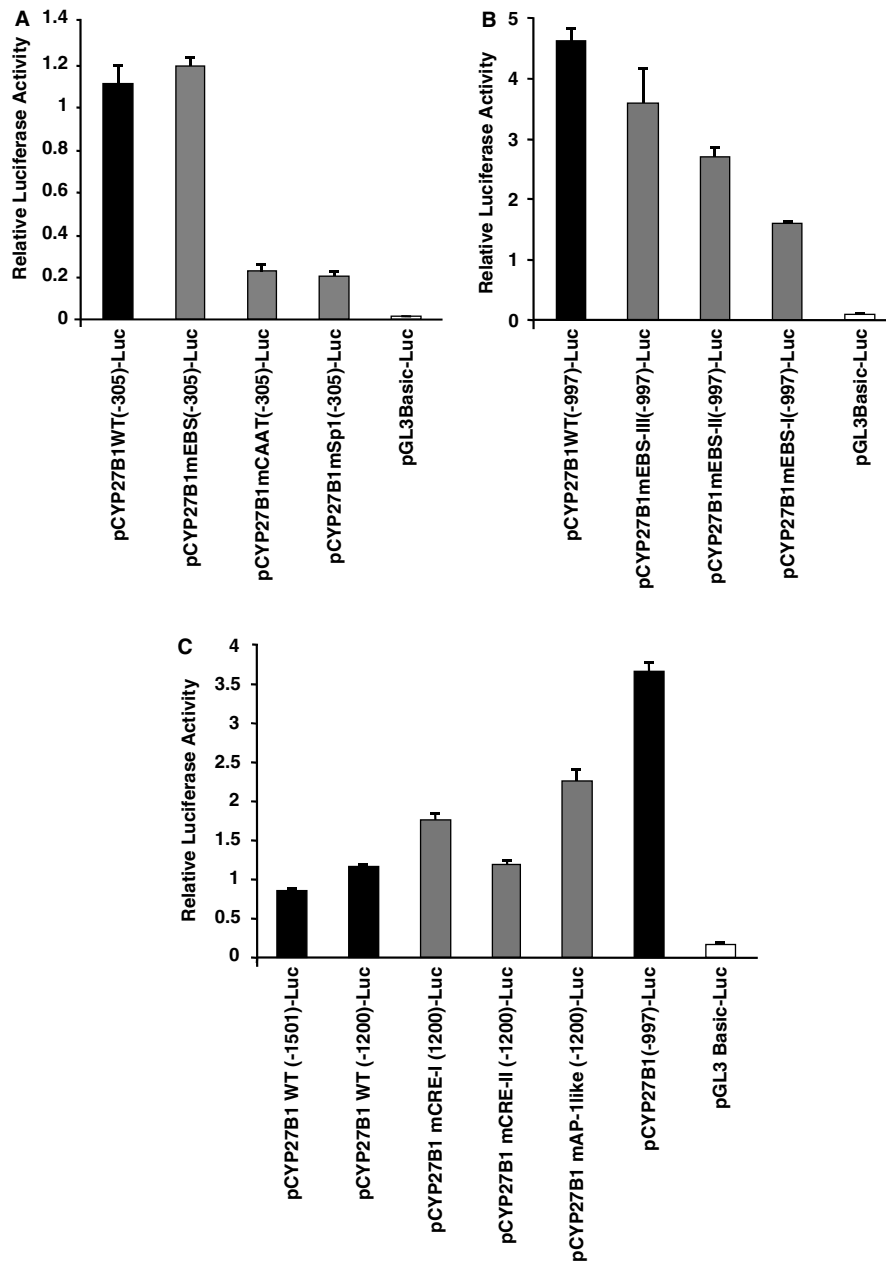 A
Relative Luciferase Activity
1.4
1.2
1
0.8
0.6
0.4
0.2
0
pCYP27B1WT(-305)-Luc
pCYP27B1mEBS(-305)-Luc
pCYP27B1mCAAT(-305)-Luc
pCYP27B1mSp1(-305)-Luc
pGL3Basic-Luc
B
Relative Luciferase Activity
5
4
3
2
1
0
pCYP27B1WT(-997)-Luc
pCYP27B1mEBS-III(-997)-Luc
pCYP27B1mEBS-II(-997)-Luc
pCYP27B1mEBS-I(-997)-Luc
pGL3Basic-Luc
C
Relative Luciferase Activity
4
3.5
3
2.5
2
1.5
1
0.5
0
pCYP27B1 WT (-1501)-Luc
pCYP27B1 WT (-1200)-Luc
pCYP27B1 mCRE-I (1200)-Luc
pCYP27B1 mCRE-II (-1200)-Luc
pCYP27B1 mAP-1like (-1200)-Luc
pCYP27B1(-997)-Luc
pGL3 Basic-Luc